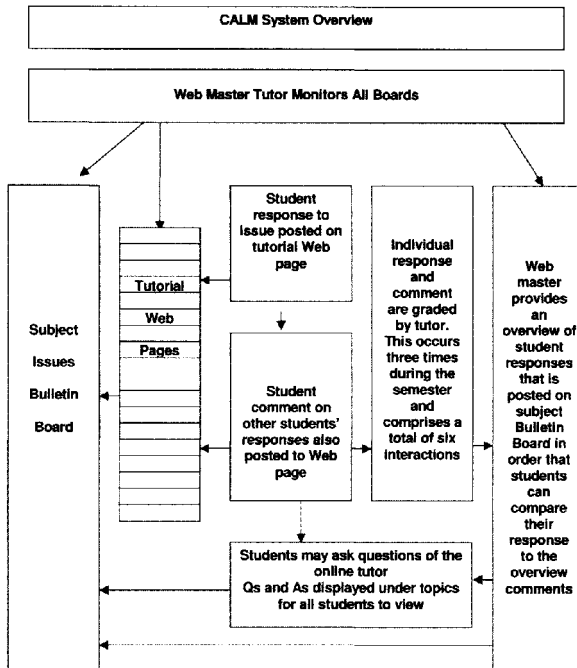 CALM System Overview
Web Master Tutor Monitors All Boards
Subject
Issues
Bulletin
Board
Tutorial
Web
Pages
Student
response to
issue posted on
tutorial Web
page
Student
comment on
other students'
responses also
posted to Web
page
Individual
response
and
comment
are graded
by tutor.
This occurs
three times
during the
semester
and
comprises a
total of six
interactions
Web
master
provides
an
overview of
student
responses
that is
posted on
subject
Bulletin
Board in
order that
students
can
compare
their
response
to the
overview
comments
Students may ask questions of the
online tutor
Qs and As displayed under topics
for all students to view